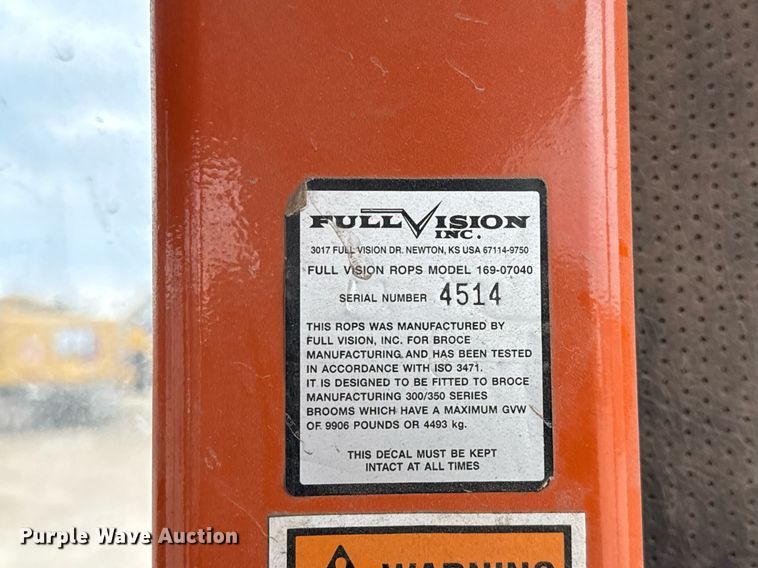 FULL VISION
INC.
3017 FULL VISION DR. NEWTON, KS USA 67114-9750
FULL VISION ROPS MODEL 169-07040
SERIAL NUMBER 4514
THIS ROPS WAS MANUFACTURED BY
FULL VISION, INC. FOR BROCE
MANUFACTURING AND HAS BEEN TESTED
IN ACCORDANCE WITH ISO 3471.
IT IS DESIGNED TO BE FITTED TO BROCE
MANUFACTURING 300/350 SERIES
BROOMS WHICH HAVE A MAXIMUM GVW
OF 9906 POUNDS OR 4493 kg.
THIS DECAL MUST BE KEPT
INTACT AT ALL TIMES
WARNING
Purple Wave Auction®